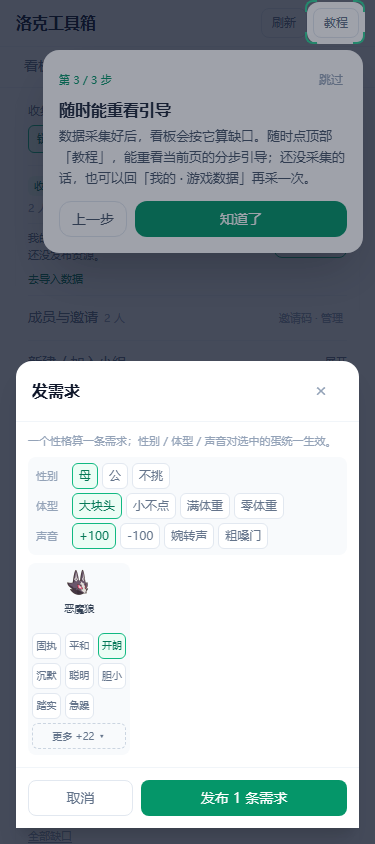 洛克工具箱
刷新
教程
看板
第 3 / 3 步
跳过
随时能重看引导
数据采集好后，看板会按它算缺口。随时点顶部
「教程」，能重看当前页的分步引导；还没采集的
话，也可以回「我的 · 游戏数据」再采一次。
上一步
知道了
去导入数据
成员与邀请 2 人
邀请码 · 管理
展开
发需求
×
一个性格算一条需求；性别 / 体型 / 声音对选中的蛋统一生效。
性别
母
公
不挑
体型
大块头
小不点
满体重
零体重
声音
+100
-100
婉转声
粗嗓门
恶魔狼
固执
平和
开朗
沉默
聪明
胆小
踏实
急躁
更多 +22 ▾
取消
发布 1 条需求
全部缺口